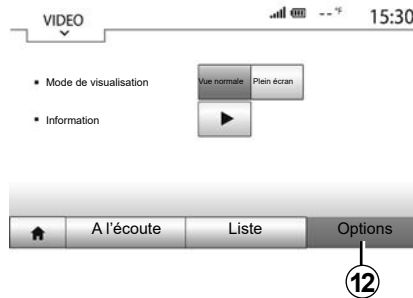 VIDEO
--°F
15:30
Mode de visualisation
Vue normale
Plein écran
Information
A l'écoute
Liste
Options
12